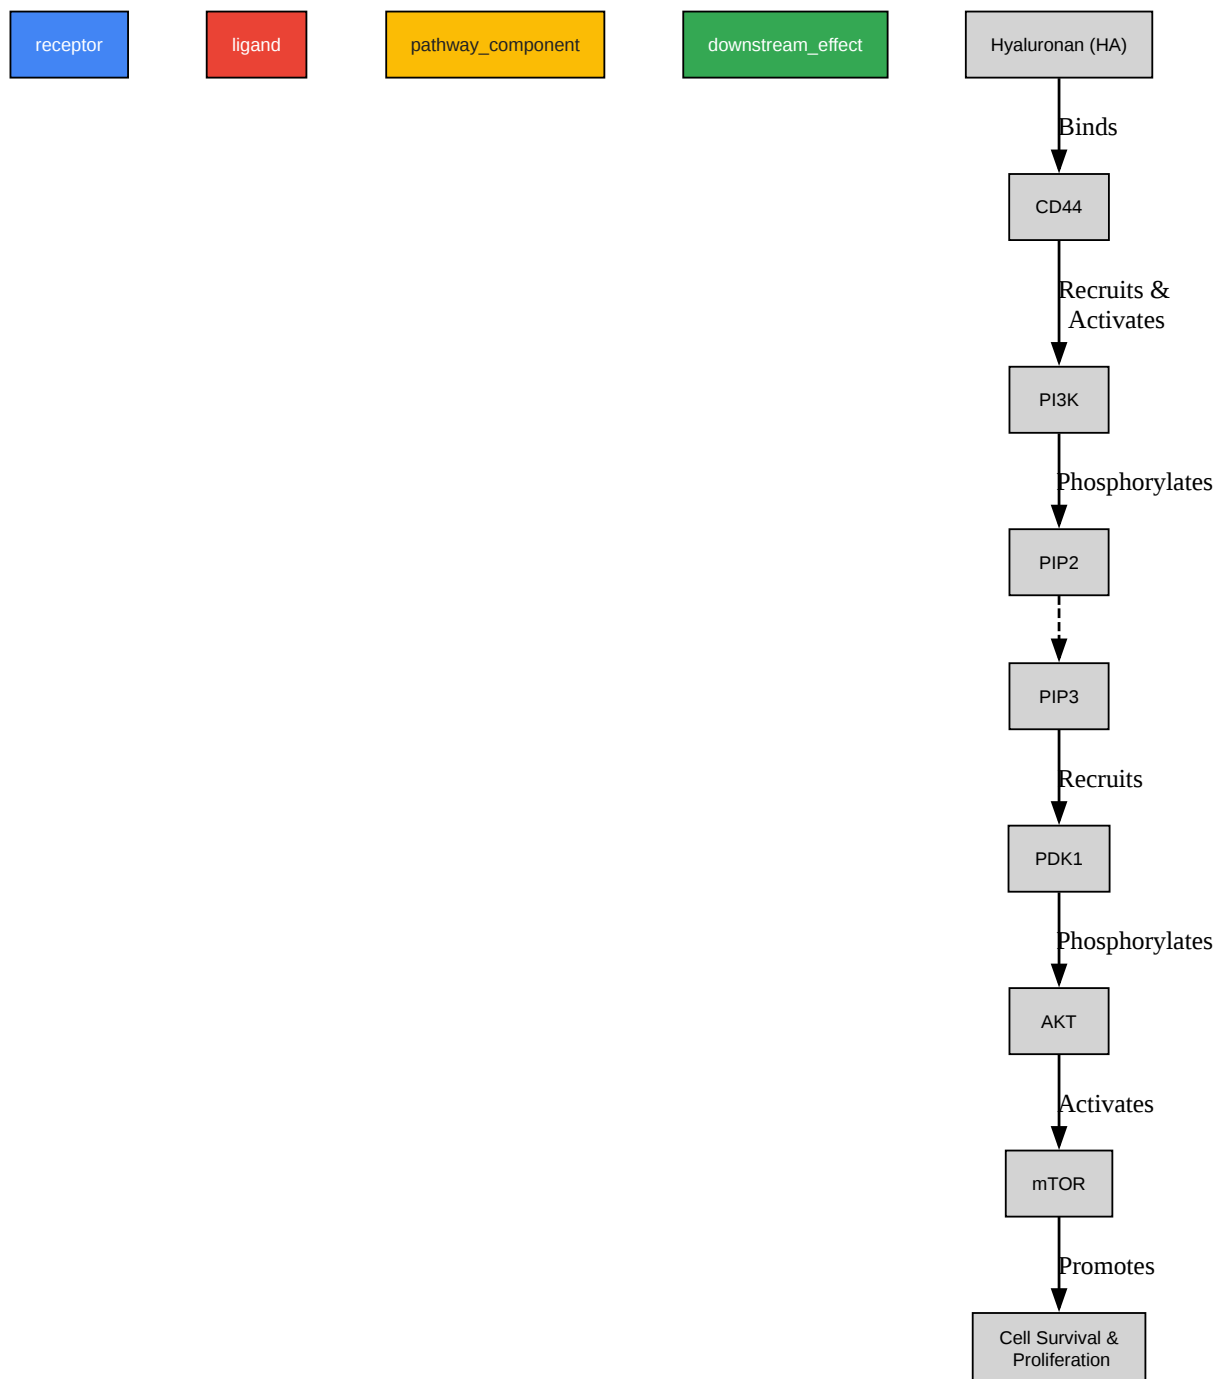 receptor
ligand
pathway_component
downstream_effect
Hyaluronan (HA)
Binds
CD44
Recruits &
Activates
PI3K
Phosphorylates
PIP2
PIP3
Recruits
PDK1
Phosphorylates
AKT
Activates
mTOR
Promotes
Cell Survival &
Proliferation